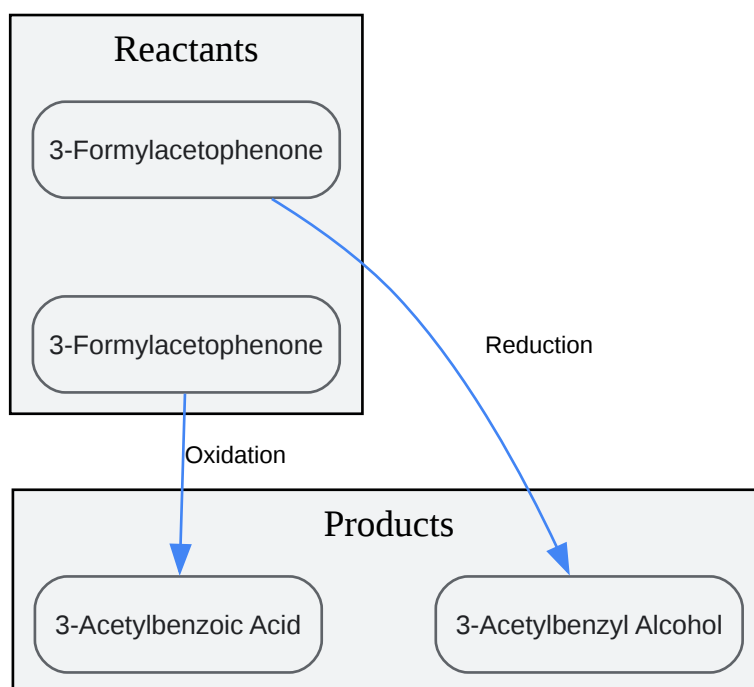 Reactants
3-Formylacetophenone
3-Formylacetophenone
Reduction
Oxidation
Products
3-Acetylbenzoic Acid
3-Acetylbenzyl Alcohol